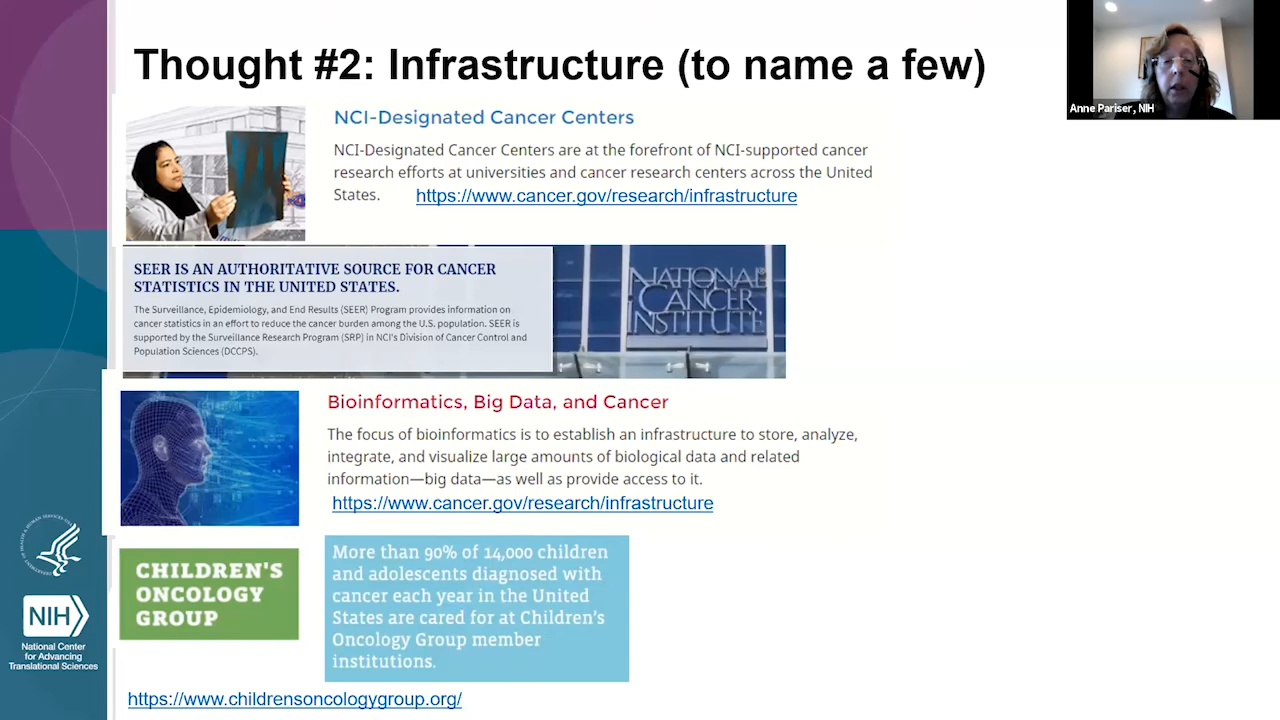 Thought #2: Infrastructure (to name a few)
Anne Pariser, NIH
NCI-Designated Cancer Centers
NCI-Designated Cancer Centers are at the forefront of NCI-supported cancer
research efforts at universities and cancer research centers across the United
States. https://www.cancer.gov/research/infrastructure
SEER IS AN AUTHORITATIVE SOURCE FOR CANCER
STATISTICS IN THE UNITED STATES.
The Surveillance, Epidemiology, and End Results (SEER) Program provides information on
cancer statistics in an effort to reduce the cancer burden among the U.S. population. SEER is
supported by the Surveillance Research Program (SRP) in NCI's Division of Cancer Control and
Population Sciences (DCCPS).
NATIONAL
CANCER
INSTITUTE
Bioinformatics, Big Data, and Cancer
The focus of bioinformatics is to establish an infrastructure to store, analyze,
integrate, and visualize large amounts of biological data and related
information—big data—as well as provide access to it.
https://www.cancer.gov/research/infrastructure
CHILDREN'S
ONCOLOGY
GROUP
More than 90% of 14,000 children
and adolescents diagnosed with
cancer each year in the United
States are cared for at Children's
Oncology Group member
institutions.
https://www.childrensoncologygroup.org/
NIH
National Center
for Advancing
Translational Sciences